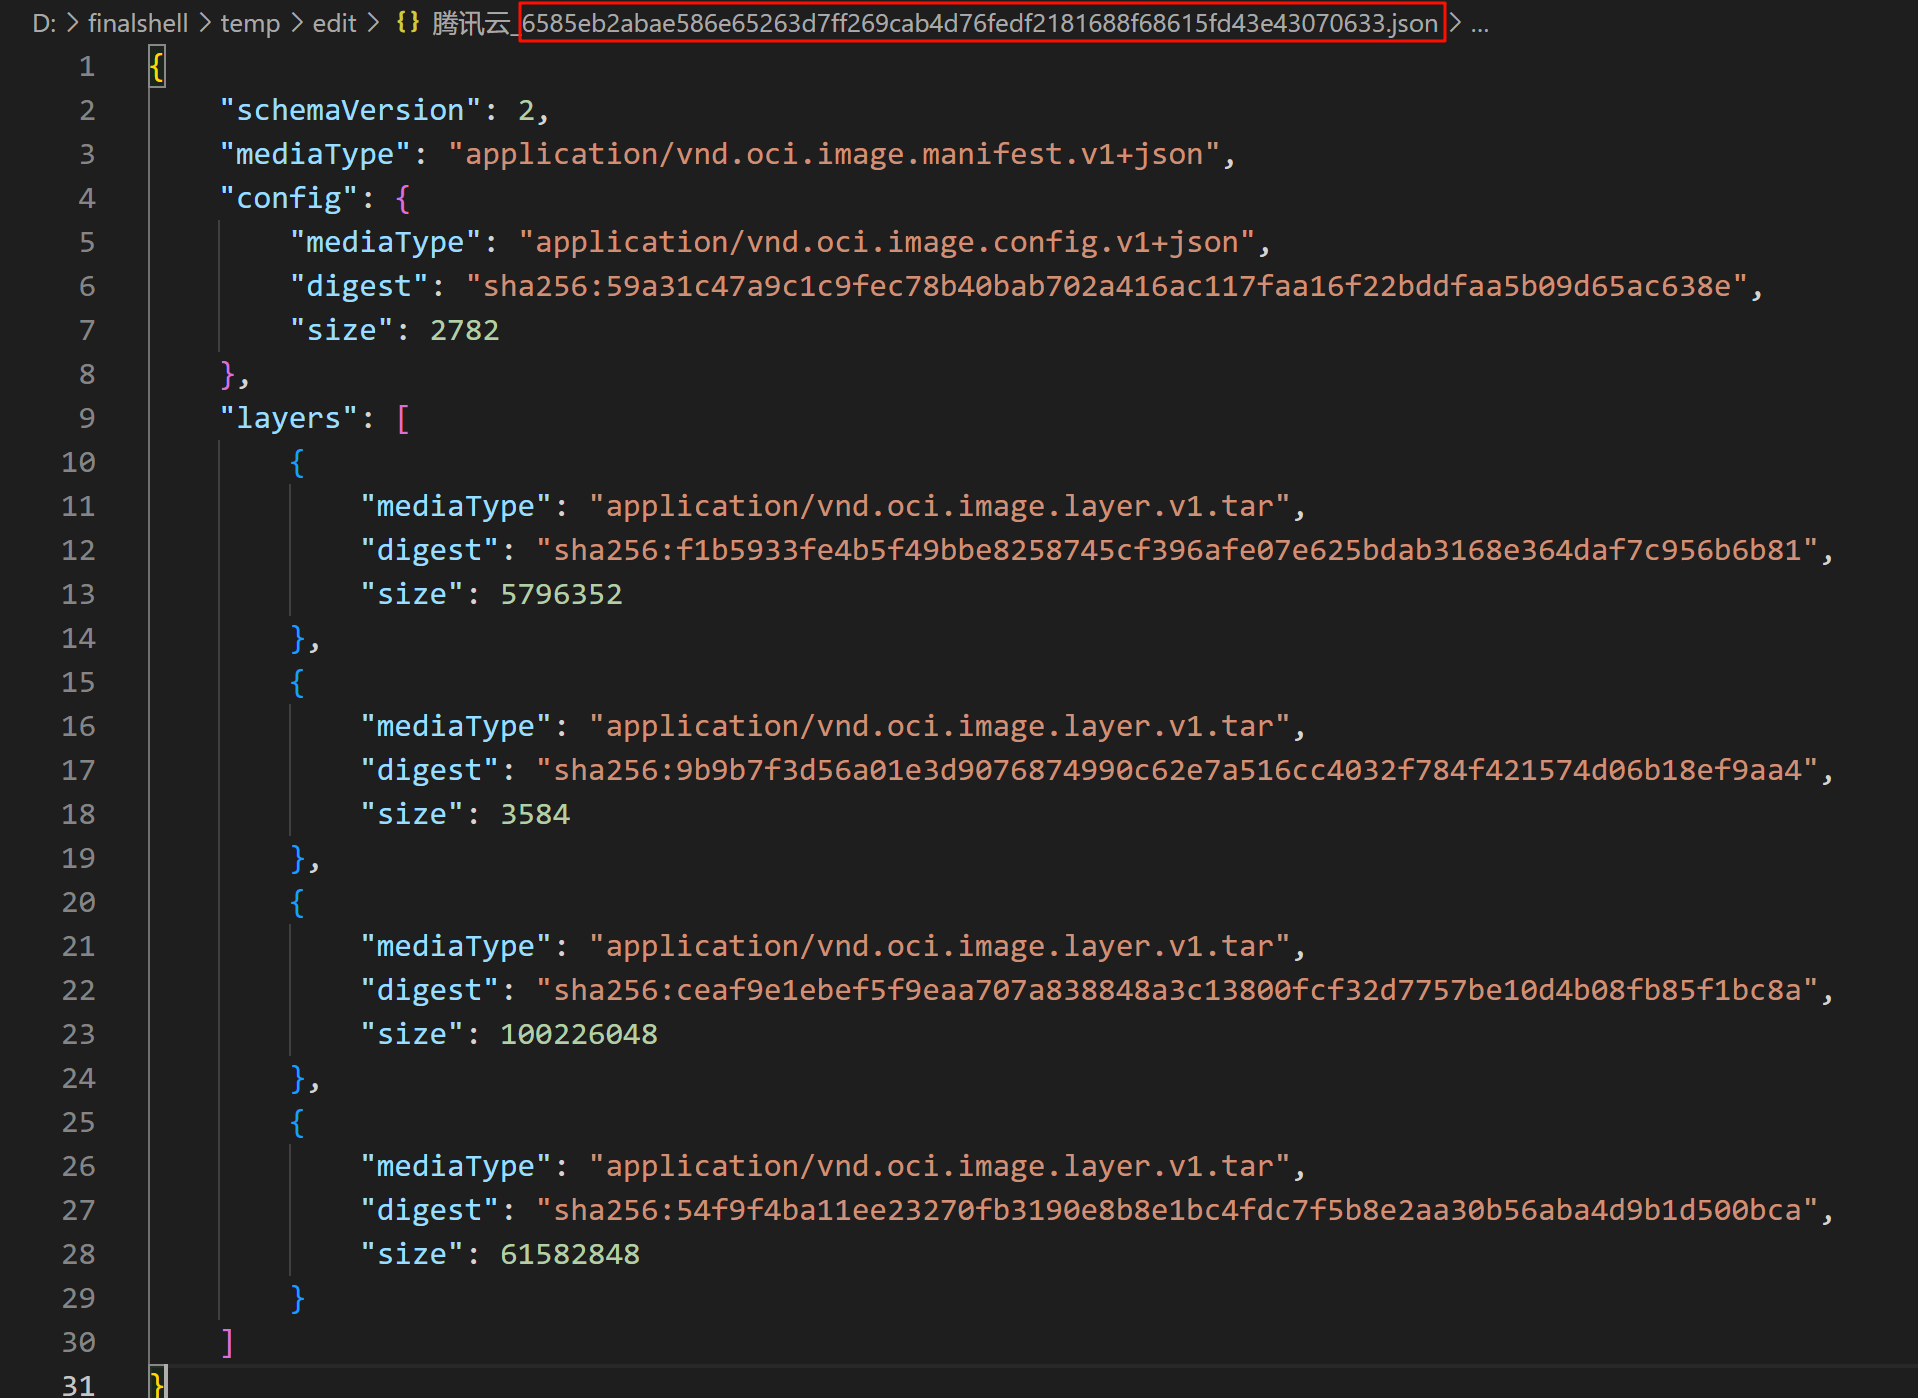 D: > finalshell > temp > edit > {} 腾讯云_6585eb2abae586e65263d7ff269cab4d76fedf2181688f68615fd43e43070633.json > ...
1 {
2 "schemaVersion": 2,
3 "mediaType": "application/vnd.oci.image.manifest.v1+json",
4 "config": {
5 "mediaType": "application/vnd.oci.image.config.v1+json",
6 "digest": "sha256:59a31c47a9c1c9fec78b40bab702a416ac117faa16f22bddfaa5b09d65ac638e",
7 "size": 2782
8 },
9 "layers": [
10 {
11 "mediaType": "application/vnd.oci.image.layer.v1.tar",
12 "digest": "sha256:f1b5933fe4b5f49bbe8258745cf396afe07e625bdab3168e364daf7c956b6b81",
13 "size": 5796352
14 },
15 {
16 "mediaType": "application/vnd.oci.image.layer.v1.tar",
17 "digest": "sha256:9b9b7f3d56a01e3d9076874990c62e7a516cc4032f784f421574d06b18ef9aa4",
18 "size": 3584
19 },
20 {
21 "mediaType": "application/vnd.oci.image.layer.v1.tar",
22 "digest": "sha256:ceaf9e1ebef5f9eaa707a838848a3c13800fcf32d7757be10d4b08fb85f1bc8a",
23 "size": 100226048
24 },
25 {
26 "mediaType": "application/vnd.oci.image.layer.v1.tar",
27 "digest": "sha256:54f9f4ba11ee23270fb3190e8b8e1bc4fdc7f5b8e2aa30b56aba4d9b1d500bca",
28 "size": 61582848
29 }
30 ]
31 }